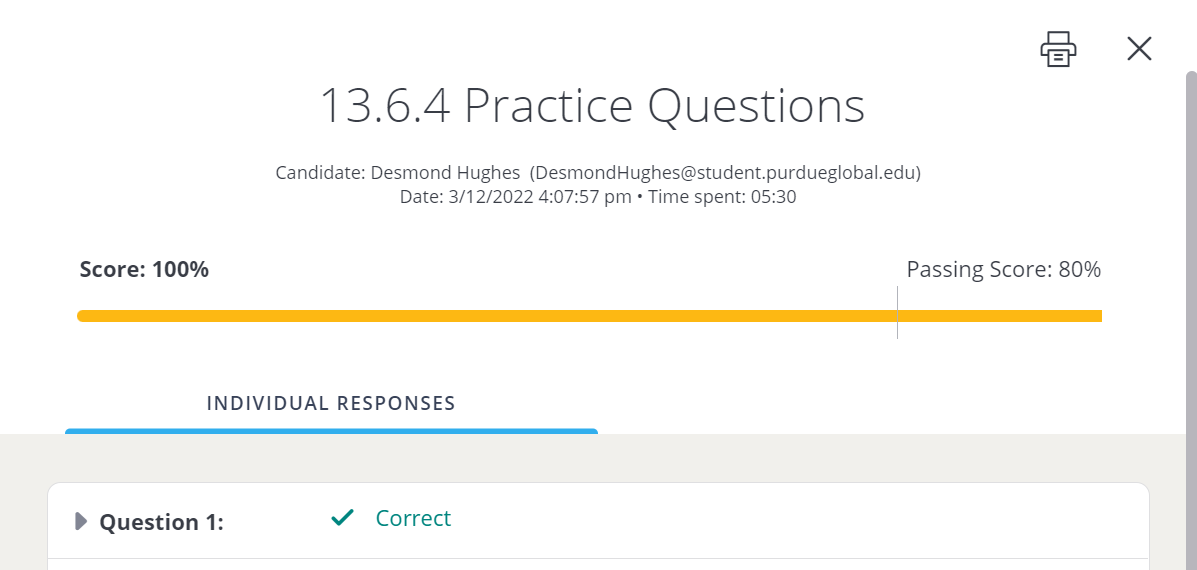 13.6.4 Practice Questions
Candidate: Desmond Hughes  (DesmondHughes@student.purdueglobal.edu)
Date: 3/12/2022 4:07:57 pm • Time spent: 05:30
Score: 100%
Passing Score: 80%
INDIVIDUAL RESPONSES
Question 1:
Correct